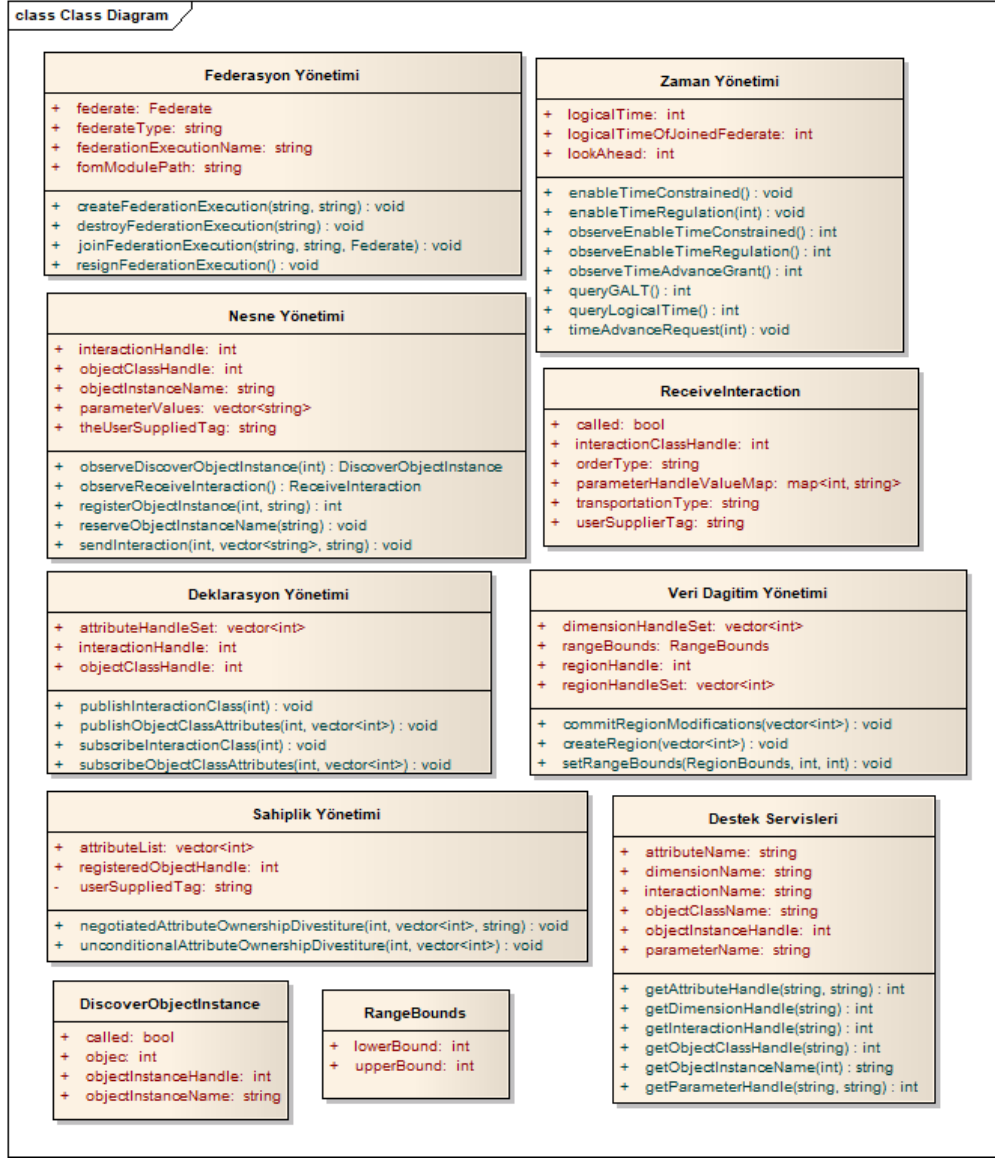 class Class Diagram
Federasyon Yönetimi
+ federate: Federate
+ federateType: string
+ federationExecutionName: string
+ fomModulePath: string
+ createFederationExecution(string, string) : void
+ destroyFederationExecution(string) : void
+ joinFederationExecution(string, string, Federate) : void
+ resignFederationExecution() : void
Zaman Yönetimi
+ logicalTime: int
+ logicalTimeOfJoinedFederate: int
+ lookAhead: int
+ enableTimeConstrained() : void
+ enableTimeRegulation(int) : void
+ observeEnableTimeConstrained() : int
+ observeEnableTimeRegulation() : int
+ observeTimeAdvanceGrant() : int
+ queryGALT() : int
+ queryLogicalTime() : int
+ timeAdvanceRequest(int) : void
Nesne Yönetimi
+ interactionHandle: int
+ objectClassHandle: int
+ objectInstanceName: string
+ parameterValues: vector<string>
+ theUserSuppliedTag: string
+ observeDiscoverObjectInstance(int) : DiscoverObjectInstance
+ observeReceiveInteraction() : ReceiveInteraction
+ registerObjectInstance(int, string) : int
+ reserveObjectInstanceName(string) : void
+ sendInteraction(int, vector<string>, string) : void
ReceiveInteraction
+ called: bool
+ interactionClassHandle: int
+ orderType: string
+ parameterHandleValueMap: map<int, string>
+ transportationType: string
+ userSupplierTag: string
Deklarasyon Yönetimi
+ attributeHandleSet: vector<int>
+ interactionHandle: int
+ objectClassHandle: int
+ publishInteractionClass(int) : void
+ publishObjectClassAttributes(int, vector<int>) : void
+ subscribeInteractionClass(int) : void
+ subscribeObjectClassAttributes(int, vector<int>) : void
Veri Dagitim Yönetimi
+ dimensionHandleSet: vector<int>
+ rangeBounds: RangeBounds
+ regionHandle: int
+ regionHandleSet: vector<int>
+ commitRegionModifications(vector<int>) : void
+ createRegion(vector<int>) : void
+ setRangeBounds(RegionBounds, int, int) : void
Sahiplik Yönetimi
+ attributeList: vector<int>
+ registeredObjectHandle: int
- userSuppliedTag: string
+ negotiatedAttributeOwnershipDivestiture(int, vector<int>, string) : void
+ unconditionalAttributeOwnershipDivestiture(int, vector<int>) : void
Destek Servisleri
+ attributeName: string
+ dimensionName: string
+ interactionName: string
+ objectClassName: string
+ objectInstanceHandle: int
+ parameterName: string
+ getAttributeHandle(string, string) : int
+ getDimensionHandle(string) : int
+ getInteractionHandle(string) : int
+ getObjectClassHandle(string) : int
+ getObjectInstanceName(int) : string
+ getParameterHandle(string, string) : int
DiscoverObjectInstance
+ called: bool
+ objec: int
+ objectInstanceHandle: int
+ objectInstanceName: string
RangeBounds
+ lowerBound: int
+ upperBound: int